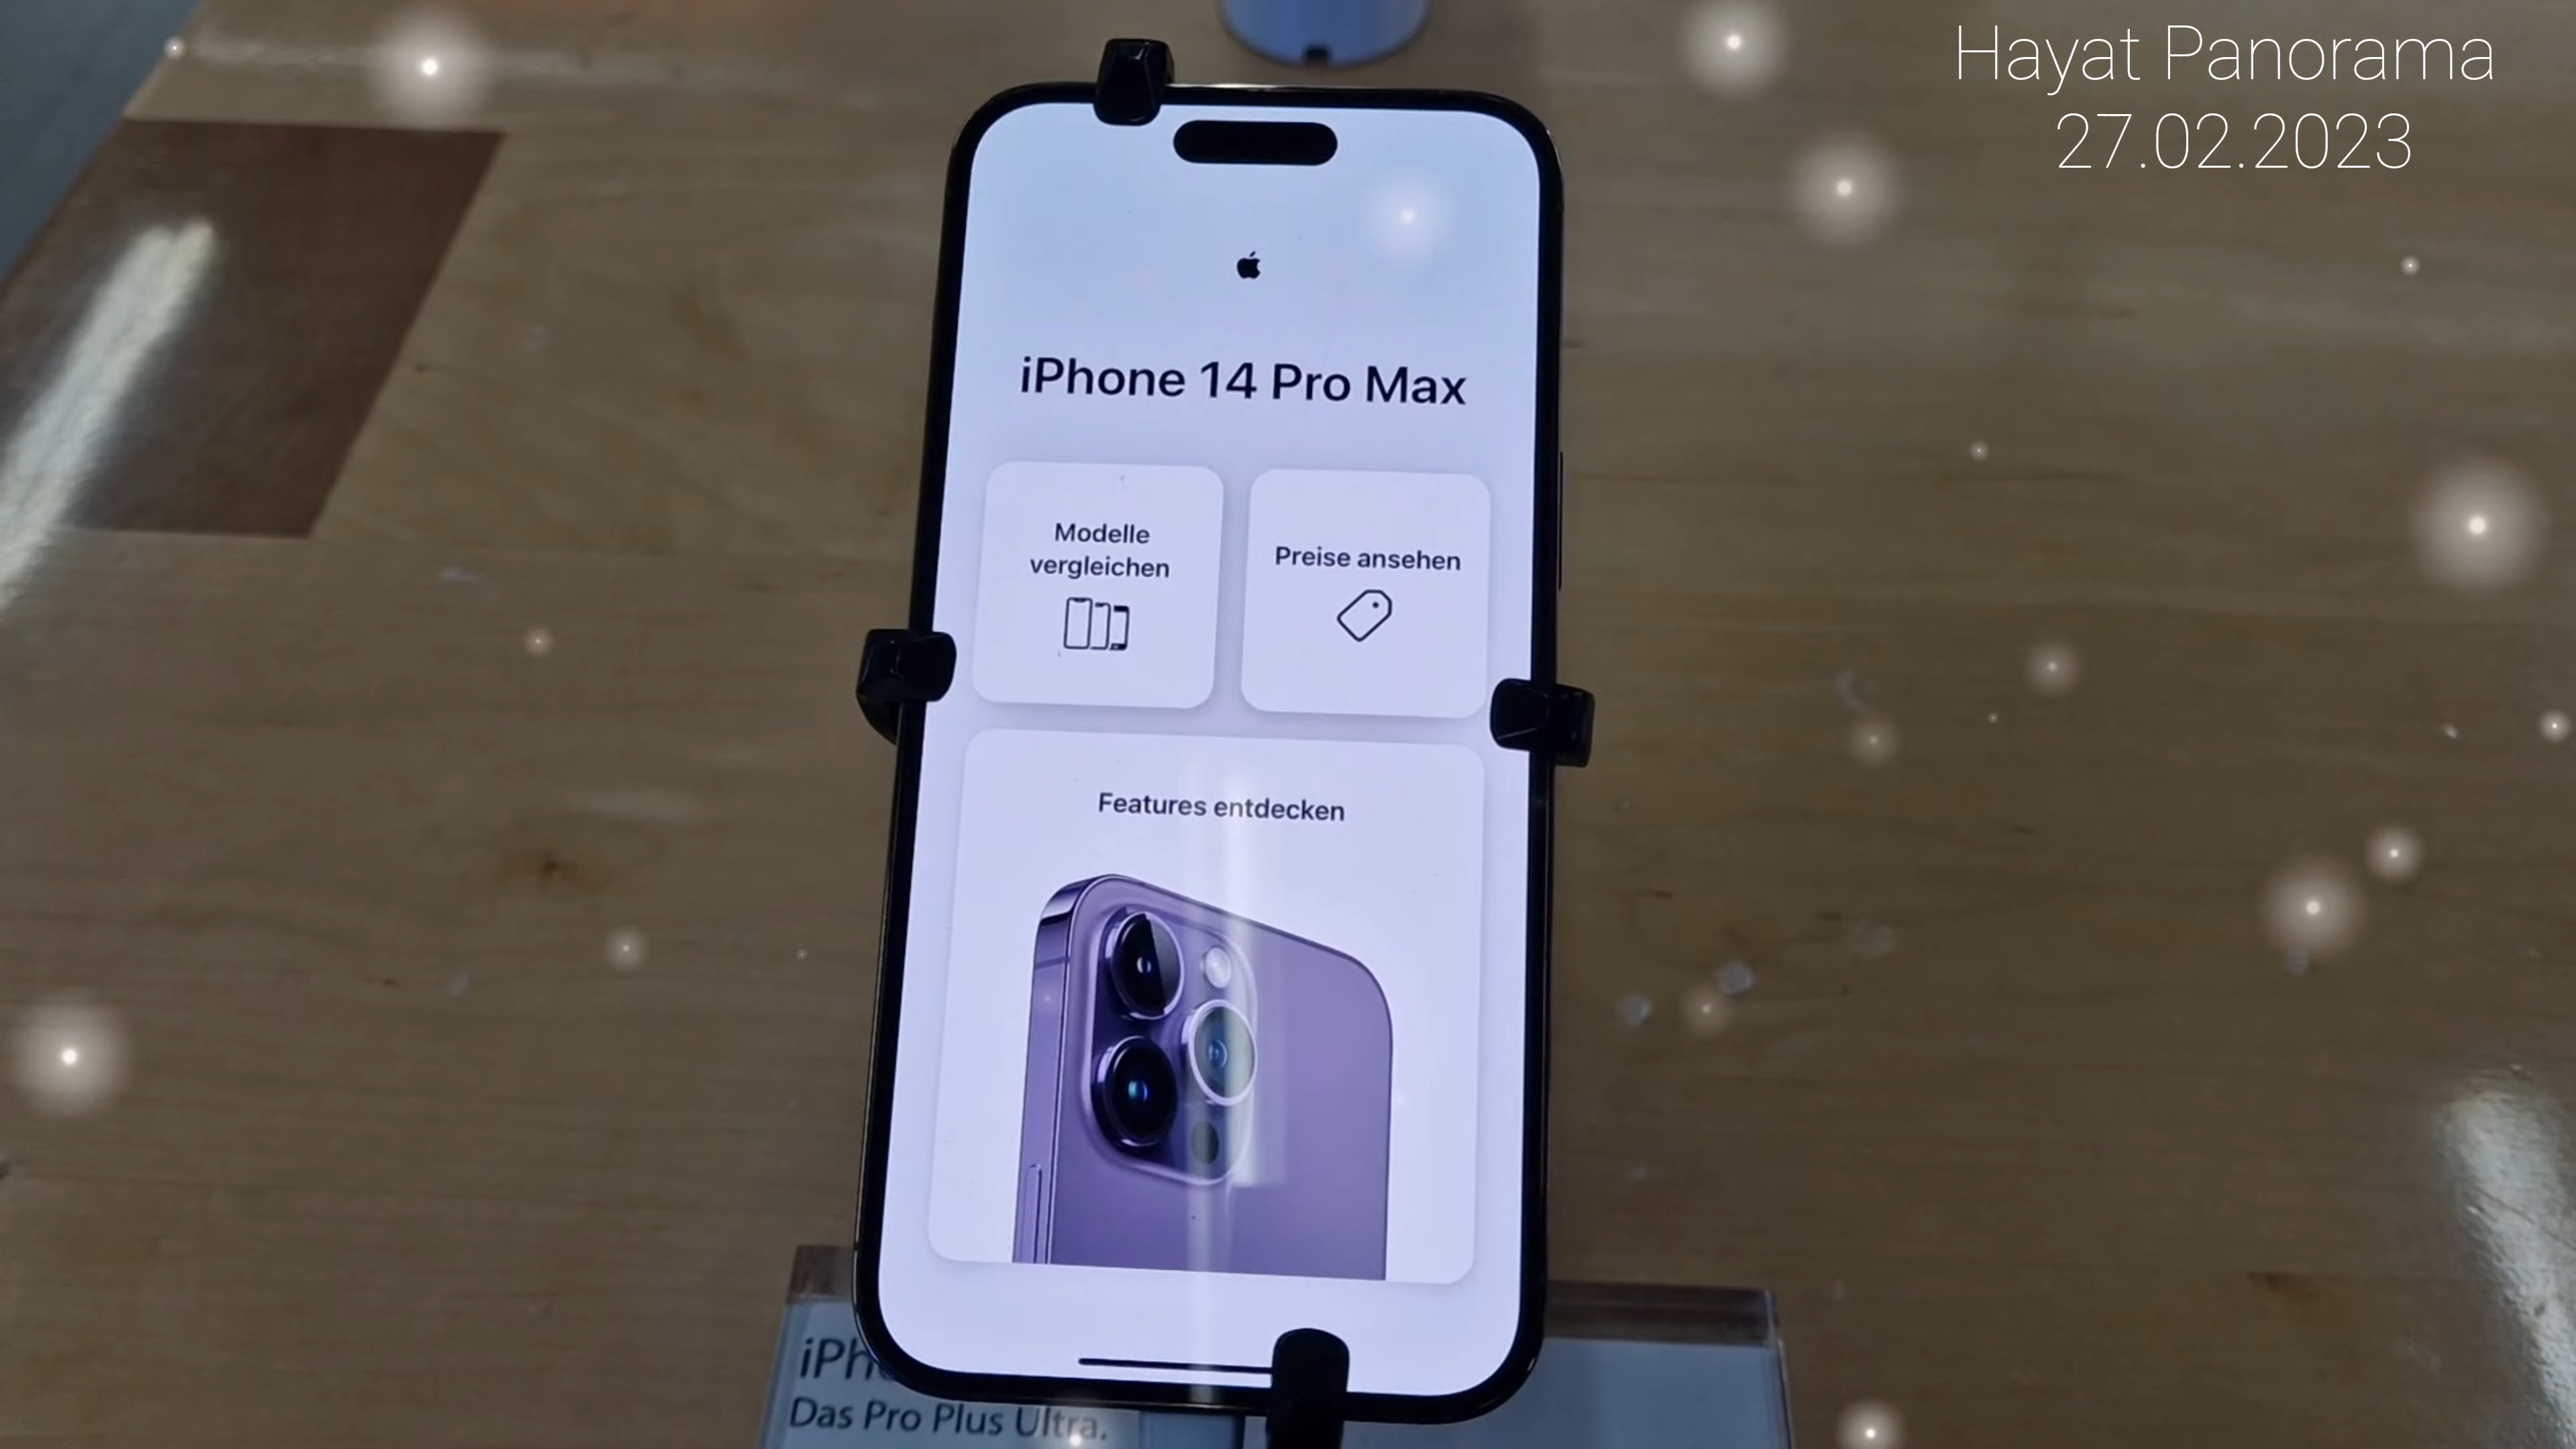 Hayat Panorama
27.02.2023
iPhone 14 Pro Max
Modelle
vergleichen
Preise ansehen
Features entdecken
Das Pro Plus Ultra.